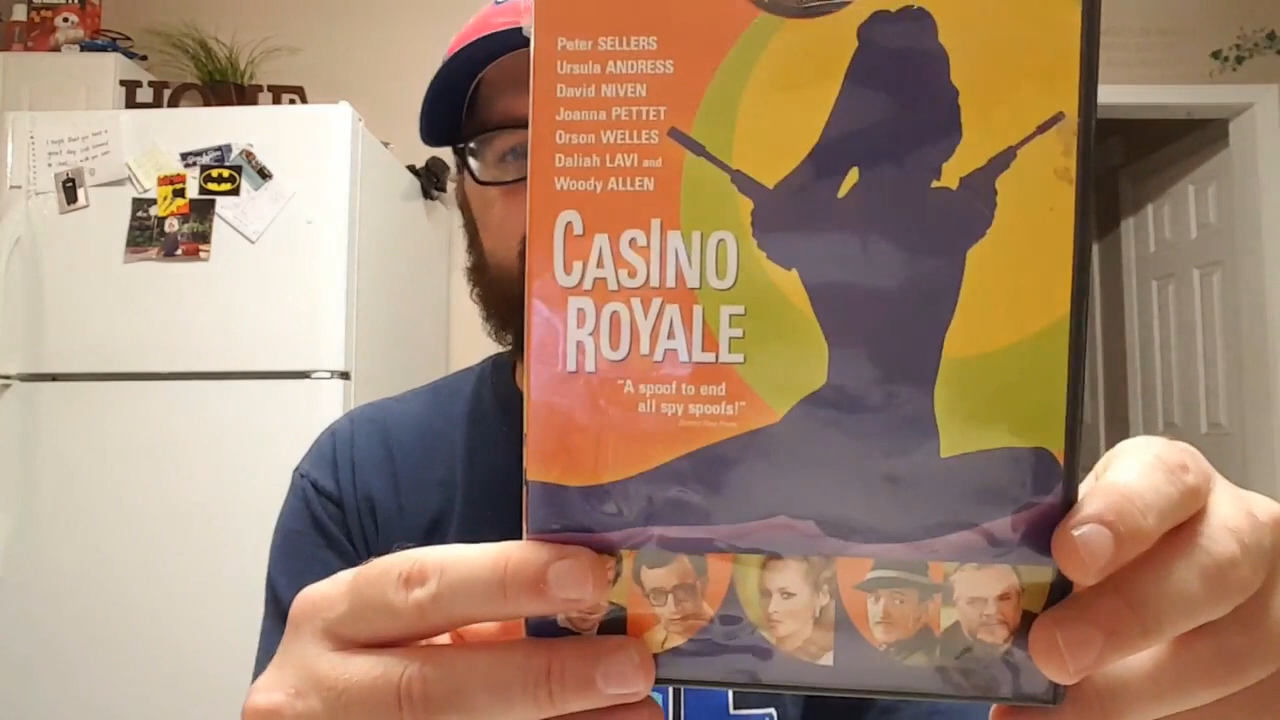 HOME
Peter SELLERS
Ursula ANDRESS
David NIVEN
Joanna PETTET
Orson WELLES
Daliah LAVI and
Woody ALLEN
CASINO
ROYALE
"A spoof to end
all spy spoofs!"